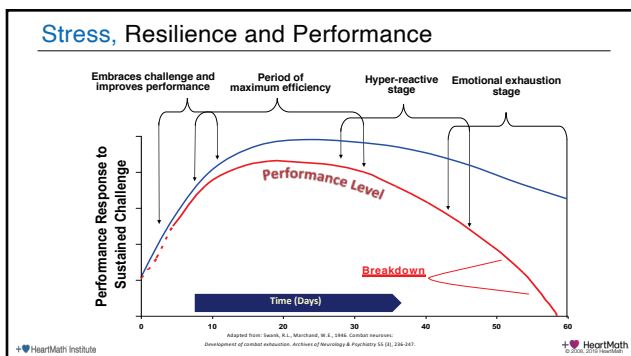 Stress, Resilience and Performance
Embraces challenge and
improves performance
Period of
maximum efficiency
Hyper-reactive
stage
Emotional exhaustion
stage
Performance Response to
Sustained Challenge
Performance Level
Breakdown
Time (Days)
0
10
20
30
40
50
60
Adapted from: Swank, R.L., Marchand, W.E., 1946. Combat neuroses:
Development of combat exhaustion. Archives of Neurology & Psychiatry 55 (3), 236-247.
HeartMath Institute
HeartMath
© 2008, 2019 HeartMath